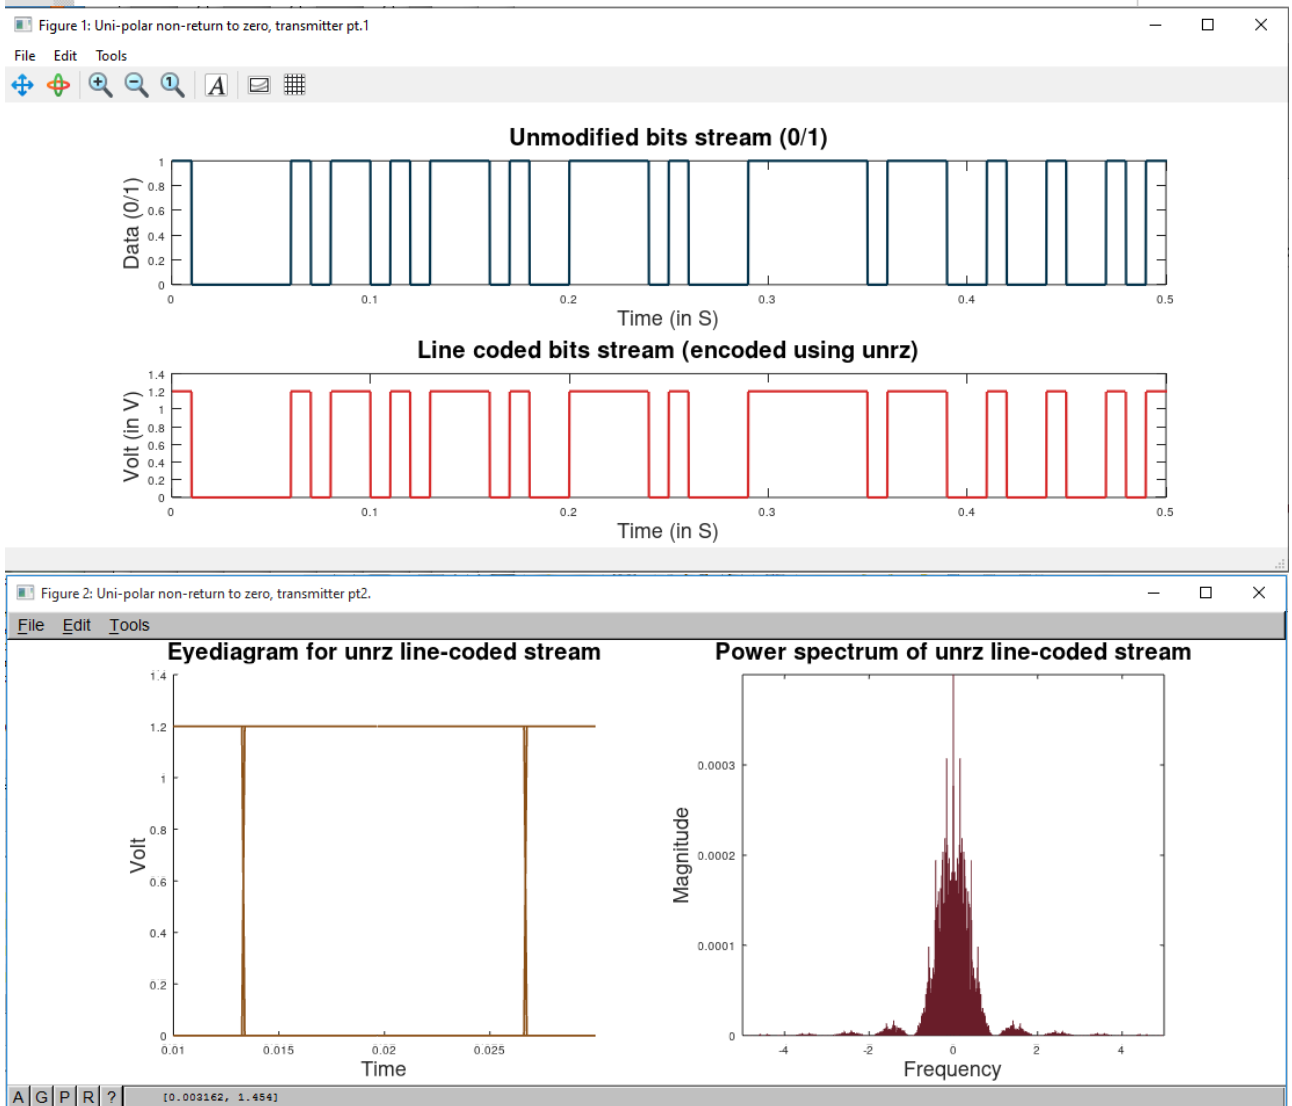 Figure 1: Uni-polar non-return to zero, transmitter pt.1
File Edit Tools
A
Unmodified bits stream (0/1)
1
0.8
0.6
0.4
0.2
0
Data (0/1)
0 0.1 0.2 0.3 0.4 0.5
Time (in S)
Line coded bits stream (encoded using unrz)
1.4
1.2
1
0.8
0.6
0.4
0.2
0
Volt (in V)
0 0.1 0.2 0.3 0.4 0.5
Time (in S)
Figure 2: Uni-polar non-return to zero, transmitter pt2.
File Edit Tools
Eyediagram for unrz line-coded stream
1.4
1.2
1
0.8
0.6
0.4
0.2
0
Volt
0.01 0.015 0.02 0.025
Time
Power spectrum of unrz line-coded stream
0.0003
0.0002
0.0001
0
Magnitude
-4 -2 0 2 4
Frequency
A G P R ? [0.003162, 1.454]